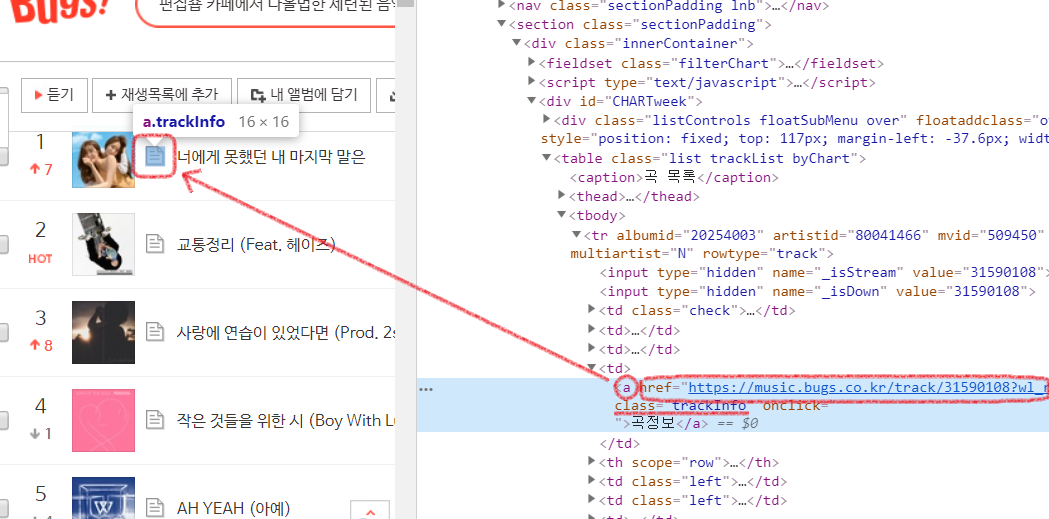 Bugs!
편집숍 카페에서 나올법한 세련된 음악
듣기
재생목록에 추가
내 앨범에 담기
a.trackInfo 16 × 16
1
7
너에게 못했던 내 마지막 말은
2
HOT
교통정리 (Feat. 헤이즈)
3
8
사랑에 연습이 있었다면 (Prod. 2s
4
1
작은 것들을 위한 시 (Boy With Lu
5
AH YEAH (아예)
<nav class="sectionPadding lnb">…</nav>
<section class="sectionPadding">
<div class="innerContainer">
<fieldset class="filterChart">…</fieldset>
<script type="text/javascript">…</script>
<div id="CHARTweek">
<div class="listControls floatSubMenu over" floataddclass="ov
style="position: fixed; top: 117px; margin-left: -37.6px; widt
<table class="list trackList byChart">
<caption>곡 목록</caption>
<thead>…</thead>
<tbody>
<tr albumid="20254003" artistid="80041466" mvid="509450"
multiartist="N" rowtype="track">
<input type="hidden" name="_isStream" value="31590108">
<input type="hidden" name="_isDown" value="31590108">
<td class="check">…</td>
<td>…</td>
<td>…</td>
<td>
<a href="https://music.bugs.co.kr/track/31590108?wl_r
class="trackInfo" onclick="
">곡정보</a> == $0
</td>
<th scope="row">…</th>
<td class="left">…</td>
<td class="left">…</td>
<td>…</td>